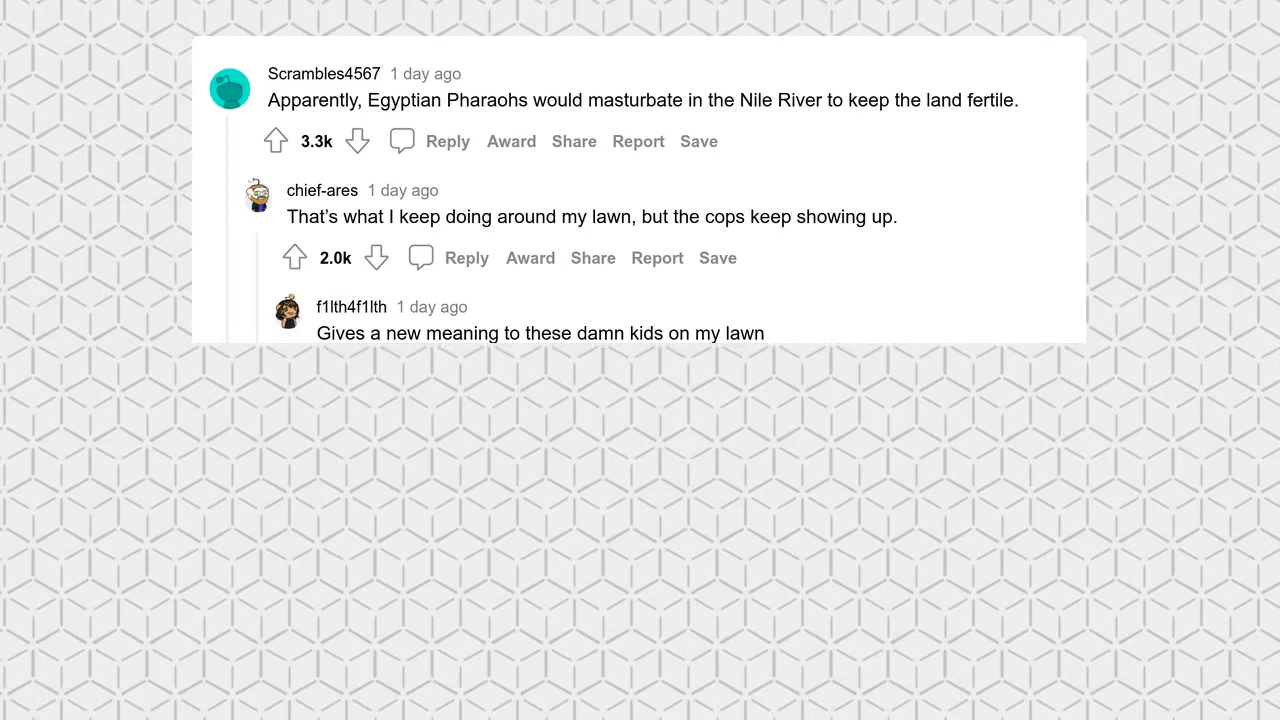 Scrambles4567 1 day ago
Apparently, Egyptian Pharaohs would masturbate in the Nile River to keep the land fertile.
3.3k Reply Award Share Report Save
chief-ares 1 day ago
That’s what I keep doing around my lawn, but the cops keep showing up.
2.0k Reply Award Share Report Save
f1lth4f1lth 1 day ago
Gives a new meaning to these damn kids on my lawn